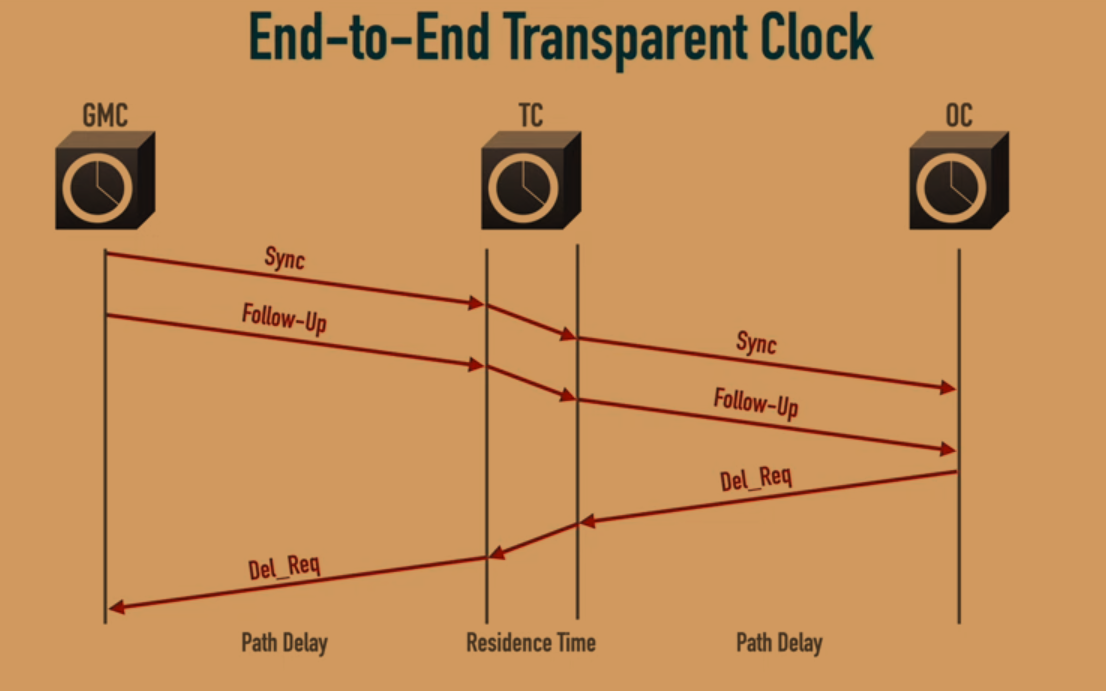 End-to-End Transparent Clock
GMC
TC
OC
Sync
Follow-Up
Sync
Follow-Up
Del_Req
Del_Req
Path Delay
Residence Time
Path Delay